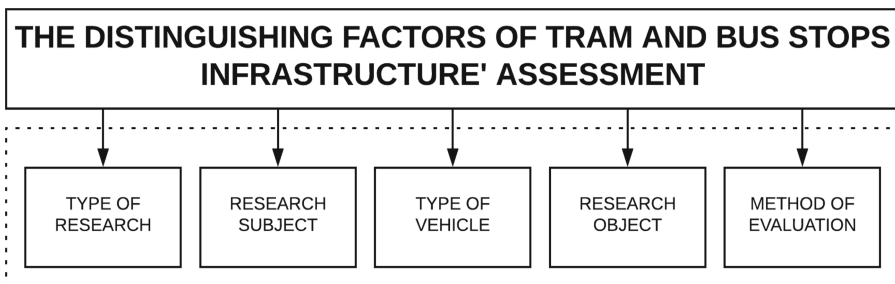 THE DISTINGUISHING FACTORS OF TRAM AND BUS STOPS
INFRASTRUCTURE' ASSESSMENT
TYPE OF
RESEARCH
RESEARCH
SUBJECT
TYPE OF
VEHICLE
RESEARCH
OBJECT
METHOD OF
EVALUATION